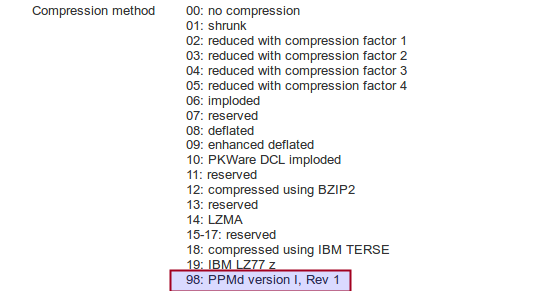 Compression method 00: no compression
01: shrunk
02: reduced with compression factor 1
03: reduced with compression factor 2
04: reduced with compression factor 3
05: reduced with compression factor 4
06: imploded
07: reserved
08: deflated
09: enhanced deflated
10: PKWare DCL imploded
11: reserved
12: compressed using BZIP2
13: reserved
14: LZMA
15-17: reserved
18: compressed using IBM TERSE
19: IBM LZ77 z
98: PPMd version I, Rev 1